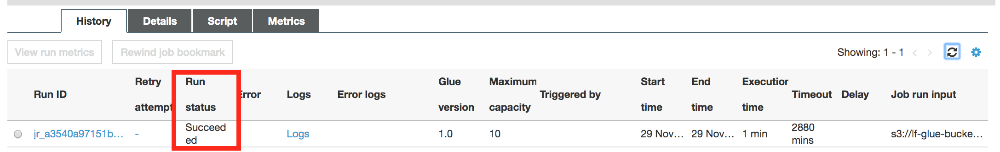 History Details Script Metrics
View run metrics Rewind job bookmark Showing: 1 - 1
Run ID Retry attempt Run status Error Logs Error logs Glue version Maximum capacity Triggered by Start time End time Execution time Timeout Delay Job run input
jr_a3540a97151b... - Succeeded Logs 1.0 10 29 Nov... 29 Nov... 1 min 2880 mins s3://lf-glue-bucke...